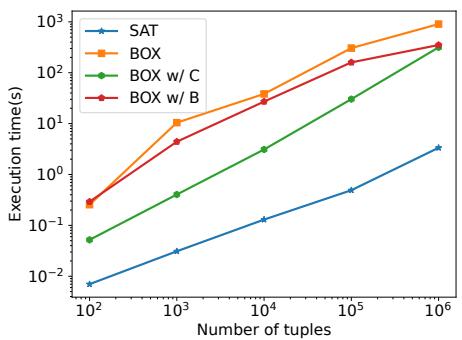 10³
10²
10¹
10⁰
10⁻¹
10⁻²
Execution time(s)
SAT
BOX
BOX w/ C
BOX w/ B
10² 10³ 10⁴ 10⁵ 10⁶
Number of tuples